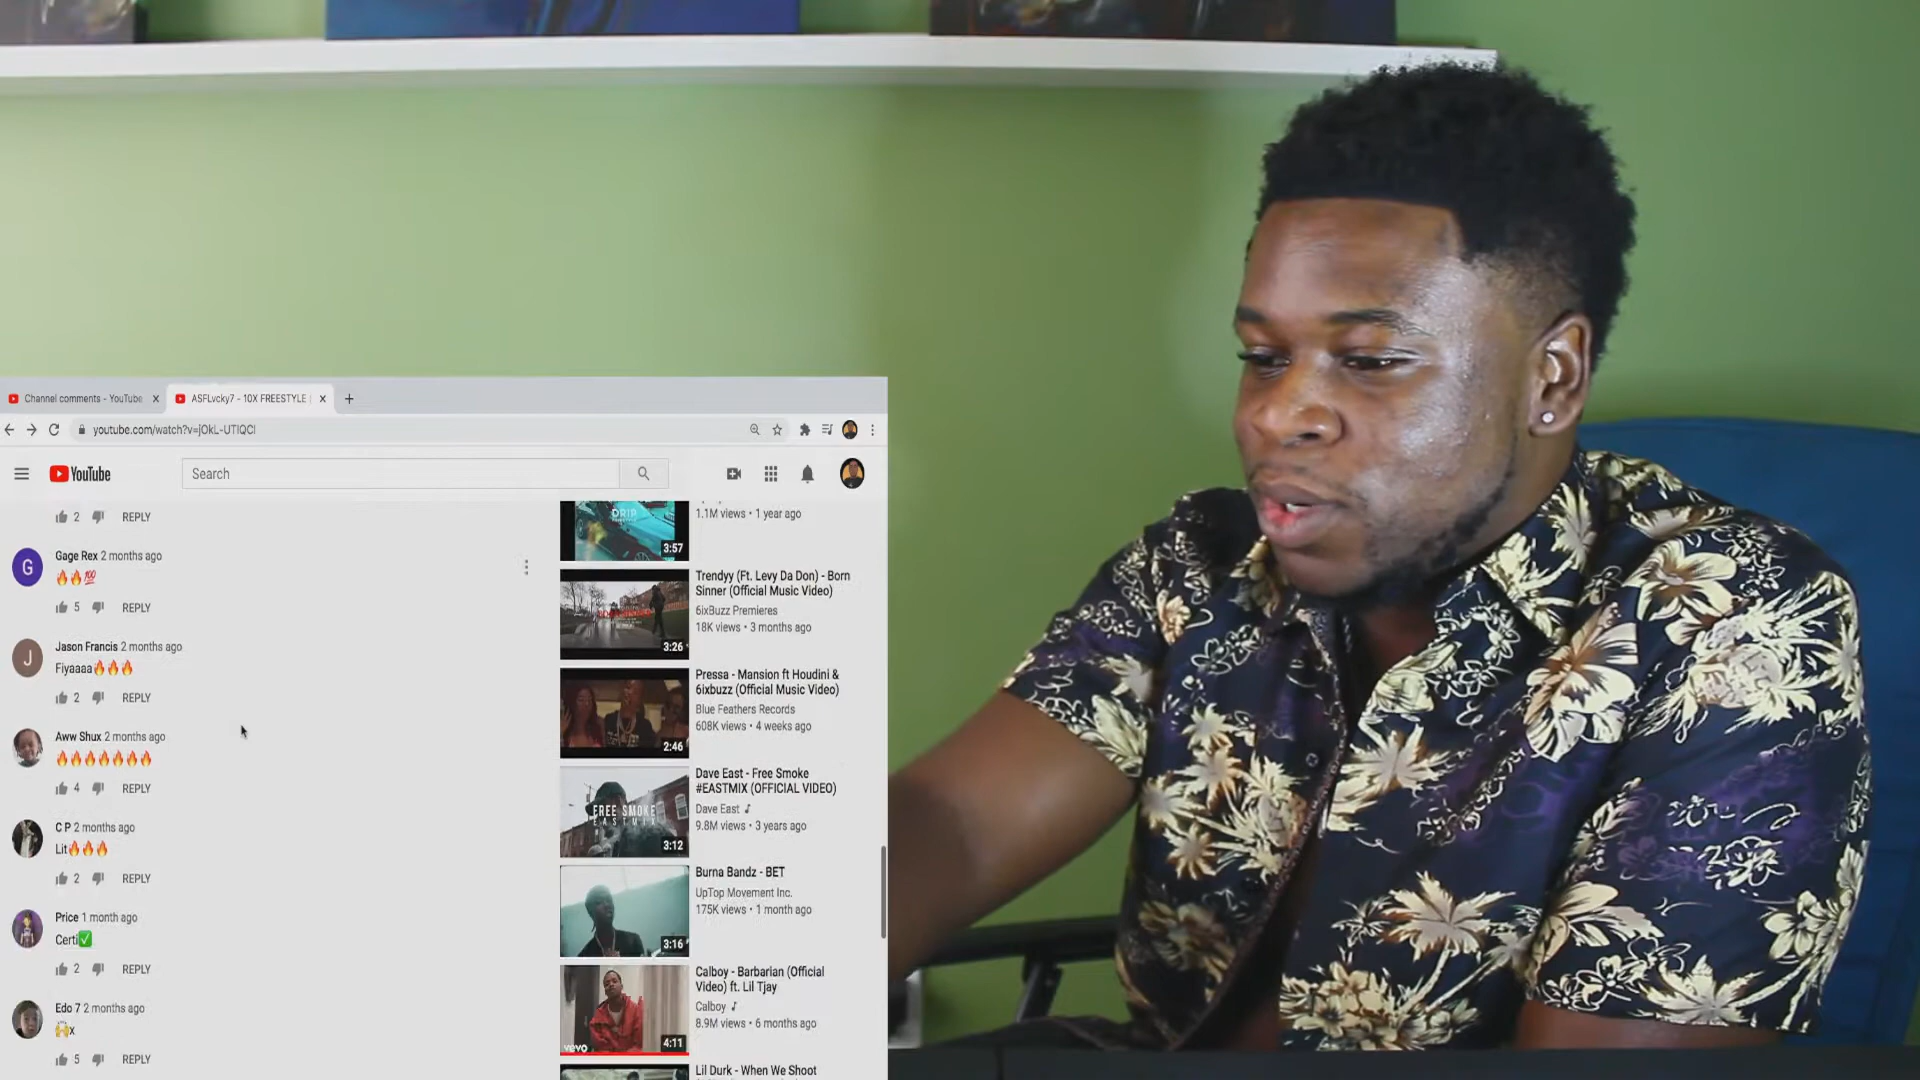 Channel comments - YouTube
ASFLvcky7 - 10X FREESTYLE |
youtube.com/watch?v=jOkL-UTIQCI
YouTube
Search
2 REPLY
Gage Rex 2 months ago
🔥🔥💯
5 REPLY
Jason Francis 2 months ago
Fiyaaaa🔥🔥🔥
2 REPLY
Aww Shux 2 months ago
🔥🔥🔥🔥🔥🔥🔥
4 REPLY
C P 2 months ago
Lit🔥🔥🔥
2 REPLY
Price 1 month ago
Certi✅
2 REPLY
Edo 7 2 months ago
🙌x
5 REPLY
DRIP
3:57
1.1M views • 1 year ago
3:26
Trendyy (Ft. Levy Da Don) - Born
Sinner (Official Music Video)
6ixBuzz Premieres
18K views • 3 months ago
2:46
Pressa - Mansion ft Houdini &
6ixbuzz (Official Music Video)
Blue Feathers Records
608K views • 4 weeks ago
FREE SMOKE
EASTMIX
3:12
Dave East - Free Smoke
#EASTMIX (OFFICIAL VIDEO)
Dave East ♪
9.8M views • 3 years ago
3:16
Burna Bandz - BET
UpTop Movement Inc.
175K views • 1 month ago
vevo
4:11
Calboy - Barbarian (Official
Video) ft. Lil Tjay
Calboy ♪
8.9M views • 6 months ago
Lil Durk - When We Shoot
G
J